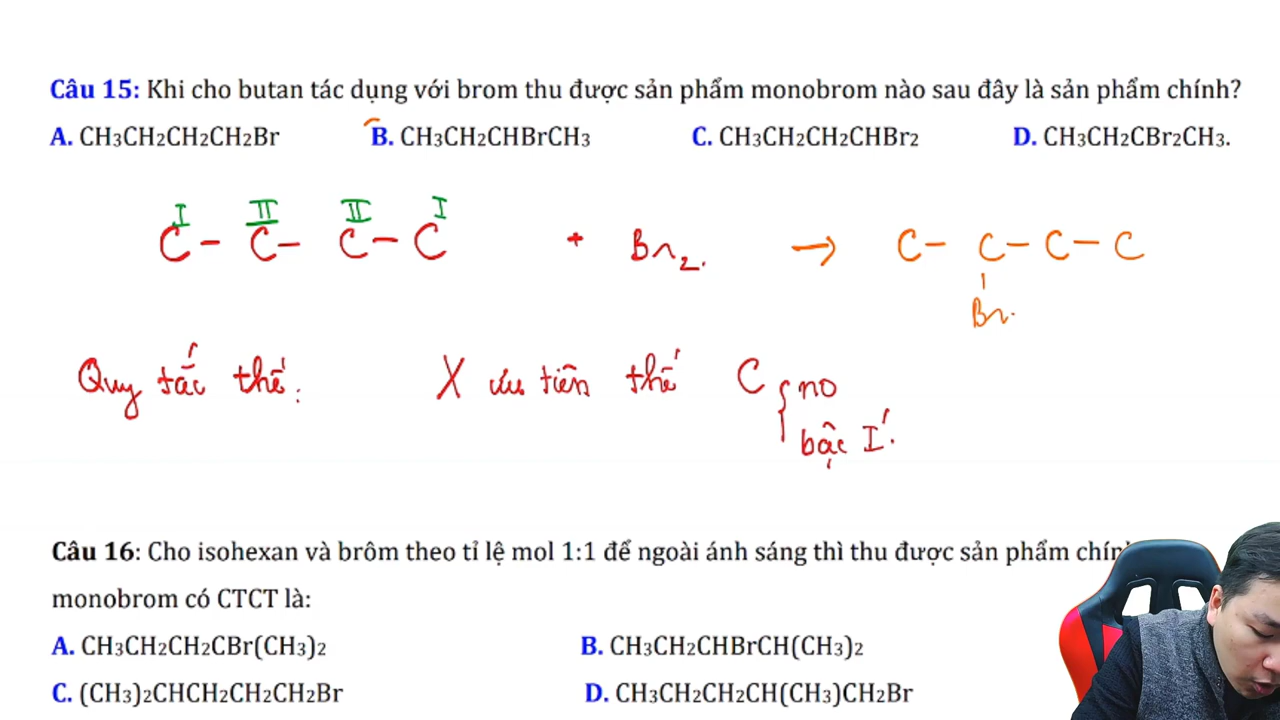 Câu 15: Khi cho butan tác dụng với brom thu được sản phẩm monobrom nào sau đây là sản phẩm chính?
A. CH3CH2CH2CH2Br B. CH3CH2CHBrCH3 C. CH3CH2CH2CHBr2 D. CH3CH2CBr2CH3.
I II II I
C - C - C - C + Br2. → C - C - C - C
Br.
Quy tắc thế: X ưu tiên thế C { no
bậc
Câu 16: Cho isohexan và brôm theo tỉ lệ mol 1:1 để ngoài ánh sáng thì thu được sản phẩm
monobrom có CTCT là:
A. CH3CH2CH2CBr(CH3)2 B. CH3CH2CHBrCH(CH3)2
C. (CH3)2CHCH2CH2CH2Br D. CH3CH2CH2CH(CH3)CH2Br